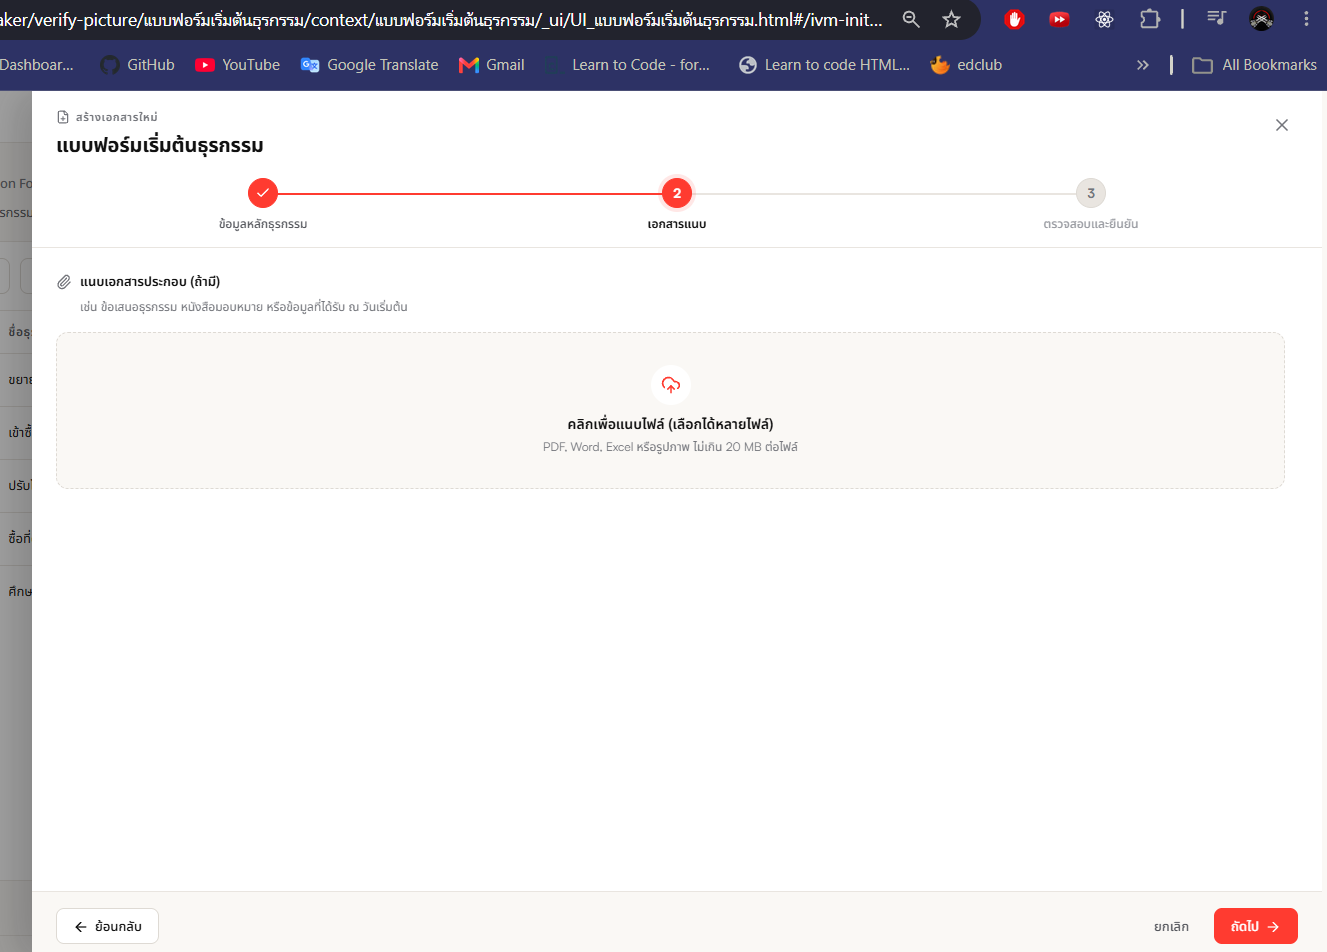 aker/verify-picture/แบบฟอร์มเริ่มต้นธุรกรรม/context/แบบฟอร์มเริ่มต้นธุรกรรม/_ui/UI_แบบฟอร์มเริ่มต้นธุรกรรม.html#/ivm-init...
Dashboar...
GitHub
YouTube
Google Translate
Gmail
Learn to Code - for...
Learn to code HTML...
edclub
All Bookmarks
สร้างเอกสารใหม่
แบบฟอร์มเริ่มต้นธุรกรรม
2
3
ข้อมูลหลักธุรกรรม
เอกสารแนบ
ตรวจสอบและยืนยัน
แนบเอกสารประกอบ (ถ้ามี)
เช่น ข้อเสนอธุรกรรม หนังสือมอบหมาย หรือข้อมูลที่ได้รับ ณ วันเริ่มต้น
คลิกเพื่อแนบไฟล์ (เลือกได้หลายไฟล์)
PDF, Word, Excel หรือรูปภาพ ไม่เกิน 20 MB ต่อไฟล์
on Fo
ย้อนกลับ
ยกเลิก
ถัดไป